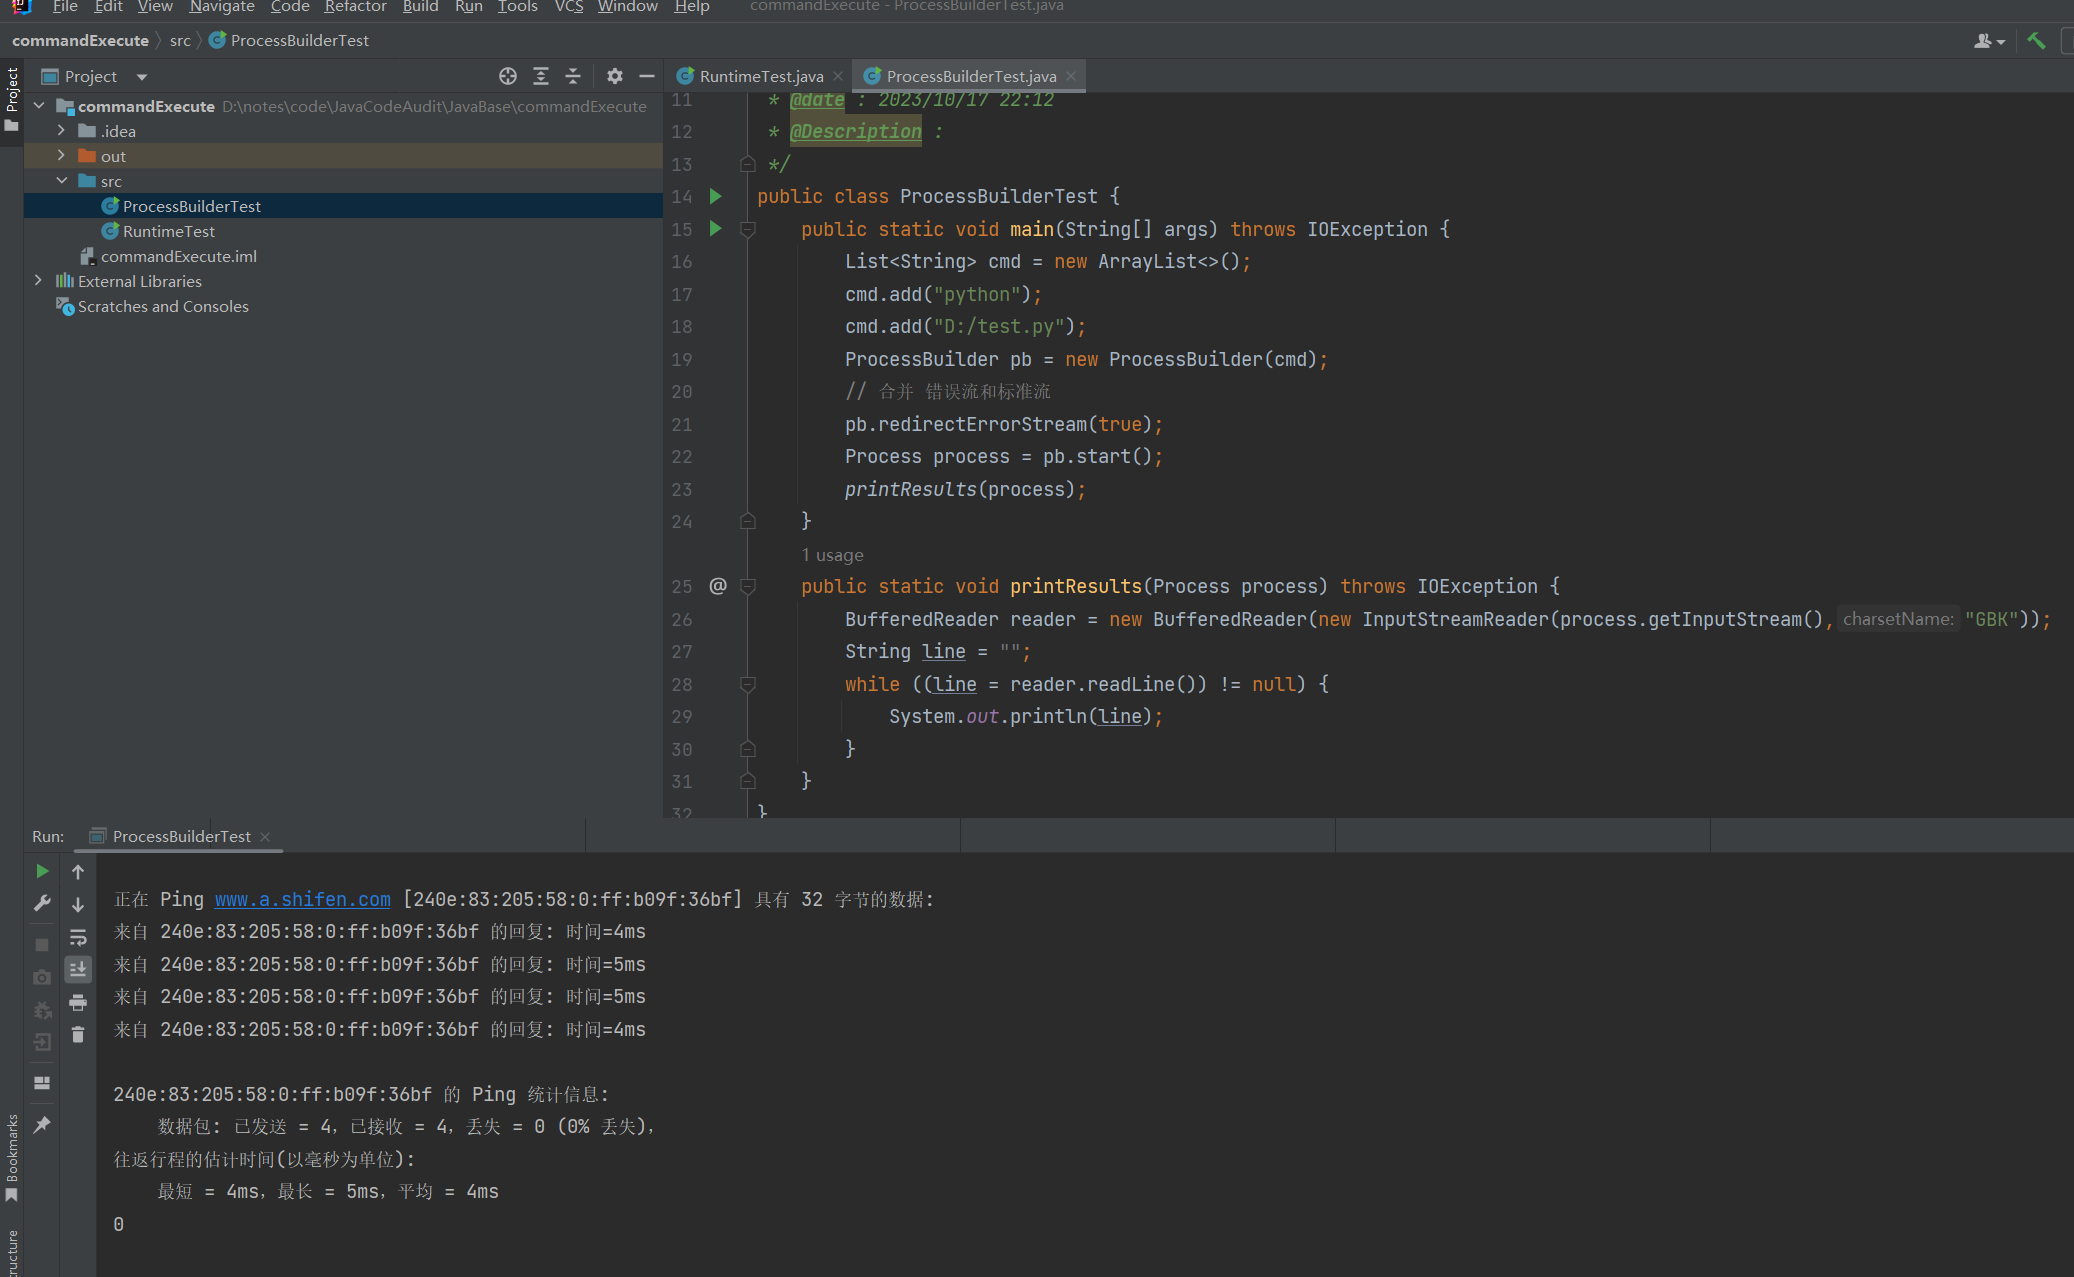 File Edit View Navigate Code Refactor Build Run Tools VCS Window Help commandExecute - ProcessBuilderTest.java
commandExecute src ProcessBuilderTest
Project
Project
commandExecute D:\notes\code\JavaCodeAudit\JavaBase\commandExecute
.idea
out
src
ProcessBuilderTest
RuntimeTest
commandExecute.iml
External Libraries
Scratches and Consoles
RuntimeTest.java ProcessBuilderTest.java
11 * @date : 2023/10/17 22:12
12 * @Description :
13 */
14 public class ProcessBuilderTest {
15 public static void main(String[] args) throws IOException {
16 List<String> cmd = new ArrayList<>();
17 cmd.add("python");
18 cmd.add("D:/test.py");
19 ProcessBuilder pb = new ProcessBuilder(cmd);
20 // 合并 错误流和标准流
21 pb.redirectErrorStream(true);
22 Process process = pb.start();
23 printResults(process);
24 }
1 usage
25 @ public static void printResults(Process process) throws IOException {
26 BufferedReader reader = new BufferedReader(new InputStreamReader(process.getInputStream(), charsetName: "GBK"));
27 String line = "";
28 while ((line = reader.readLine()) != null) {
29 System.out.println(line);
30 }
31 }
32 }
Run: ProcessBuilderTest
正在 Ping www.a.shifen.com [240e:83:205:58:0:ff:b09f:36bf] 具有 32 字节的数据:
来自 240e:83:205:58:0:ff:b09f:36bf 的回复: 时间=4ms
来自 240e:83:205:58:0:ff:b09f:36bf 的回复: 时间=5ms
来自 240e:83:205:58:0:ff:b09f:36bf 的回复: 时间=5ms
来自 240e:83:205:58:0:ff:b09f:36bf 的回复: 时间=4ms
240e:83:205:58:0:ff:b09f:36bf 的 Ping 统计信息:
数据包: 已发送 = 4，已接收 = 4，丢失 = 0 (0% 丢失)，
往返行程的估计时间(以毫秒为单位):
最短 = 4ms，最长 = 5ms，平均 = 4ms
0
Bookmarks